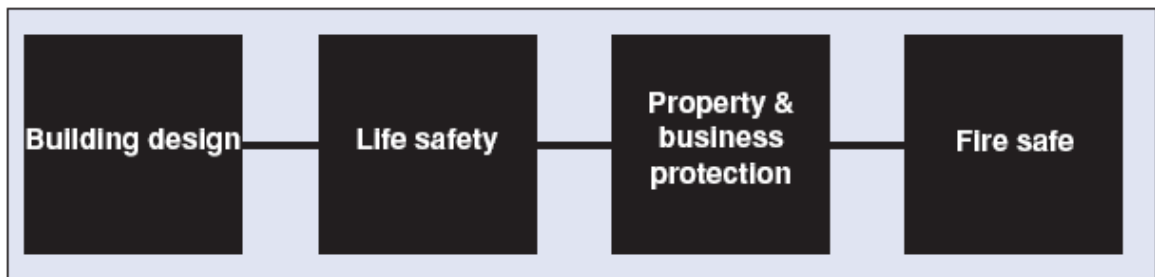 Building design
Life safety
Property &
business
protection
Fire safe